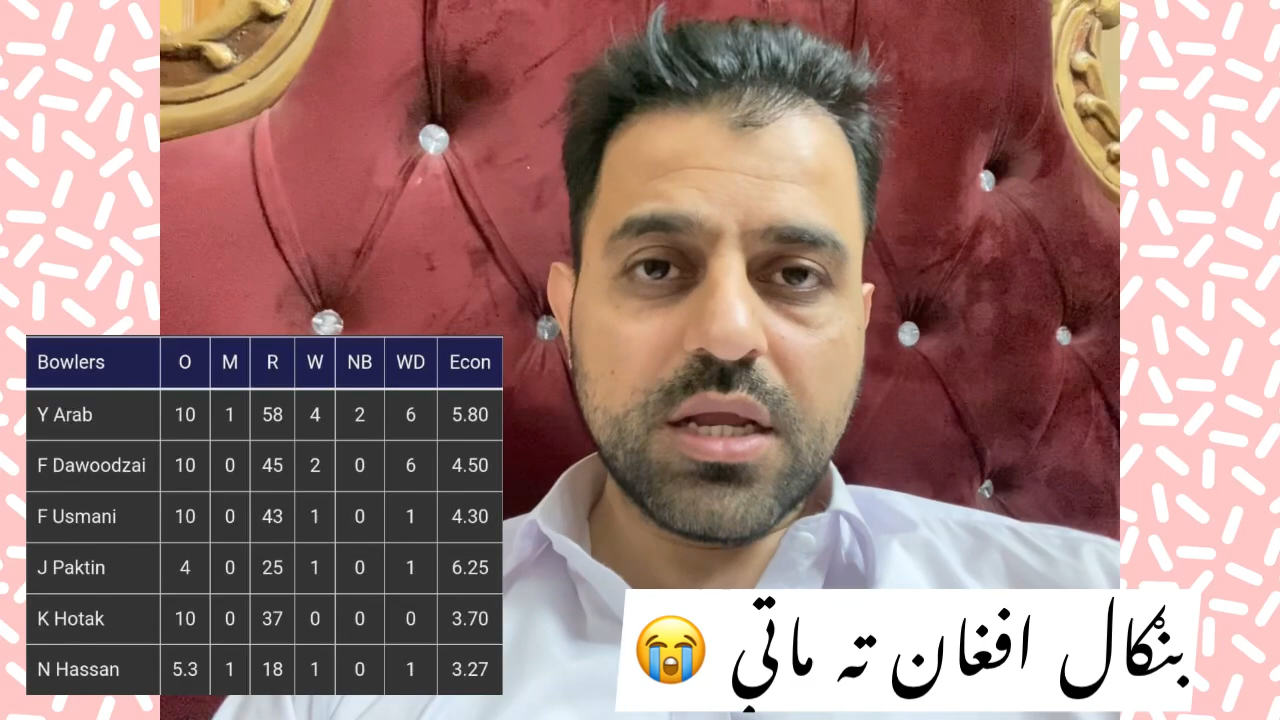 Bowlers O M R W NB WD Econ
Y Arab 10 1 58 4 2 6 5.80
F Dawoodzai 10 0 45 2 0 6 4.50
F Usmani 10 0 43 1 0 1 4.30
J Paktin 4 0 25 1 0 1 6.25
K Hotak 10 0 37 0 0 0 3.70
N Hassan 5.3 1 18 1 0 1 3.27
بنګال افغان ته ماتې 😭